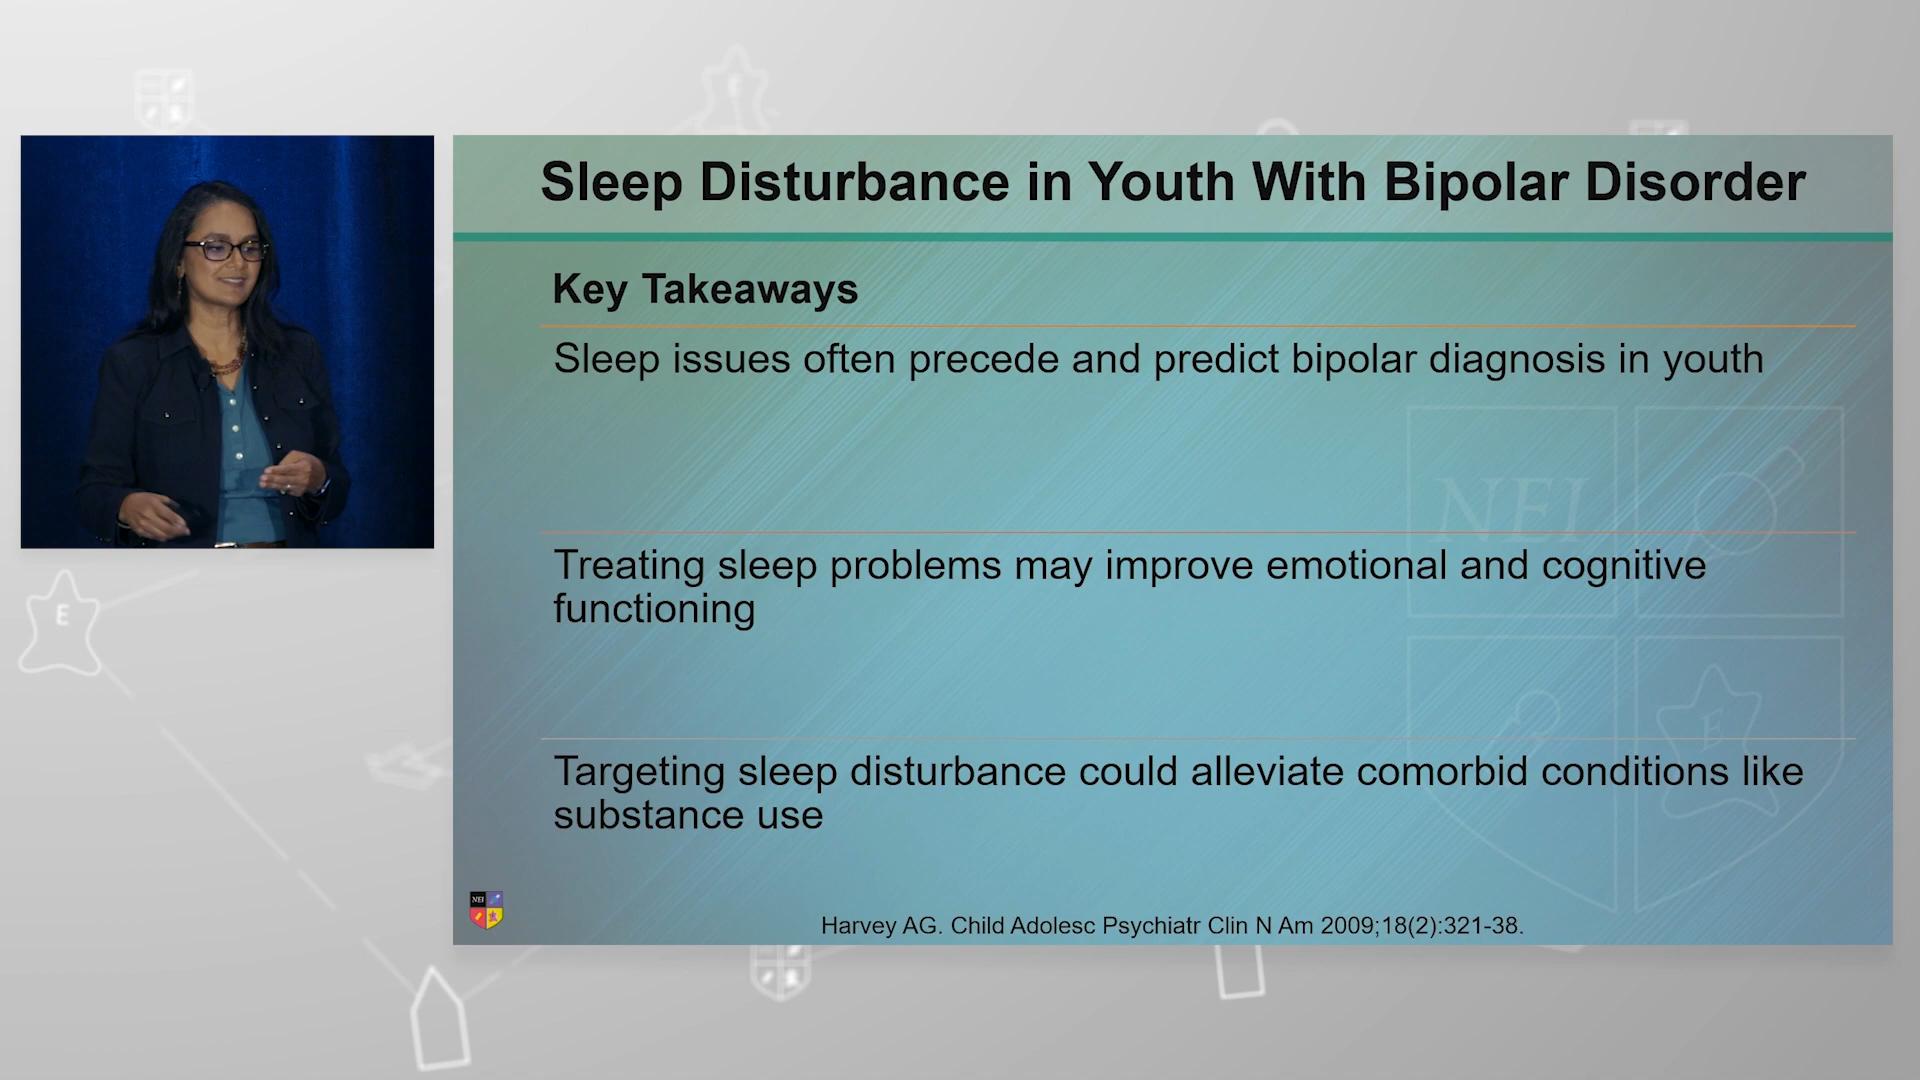 Sleep Disturbance in Youth With Bipolar Disorder
Key Takeaways
Sleep issues often precede and predict bipolar diagnosis in youth
NEI
Treating sleep problems may improve emotional and cognitive
functioning
E
E
Targeting sleep disturbance could alleviate comorbid conditions like
substance use
NEI
Harvey AG. Child Adolesc Psychiatr Clin N Am 2009;18(2):321-38.